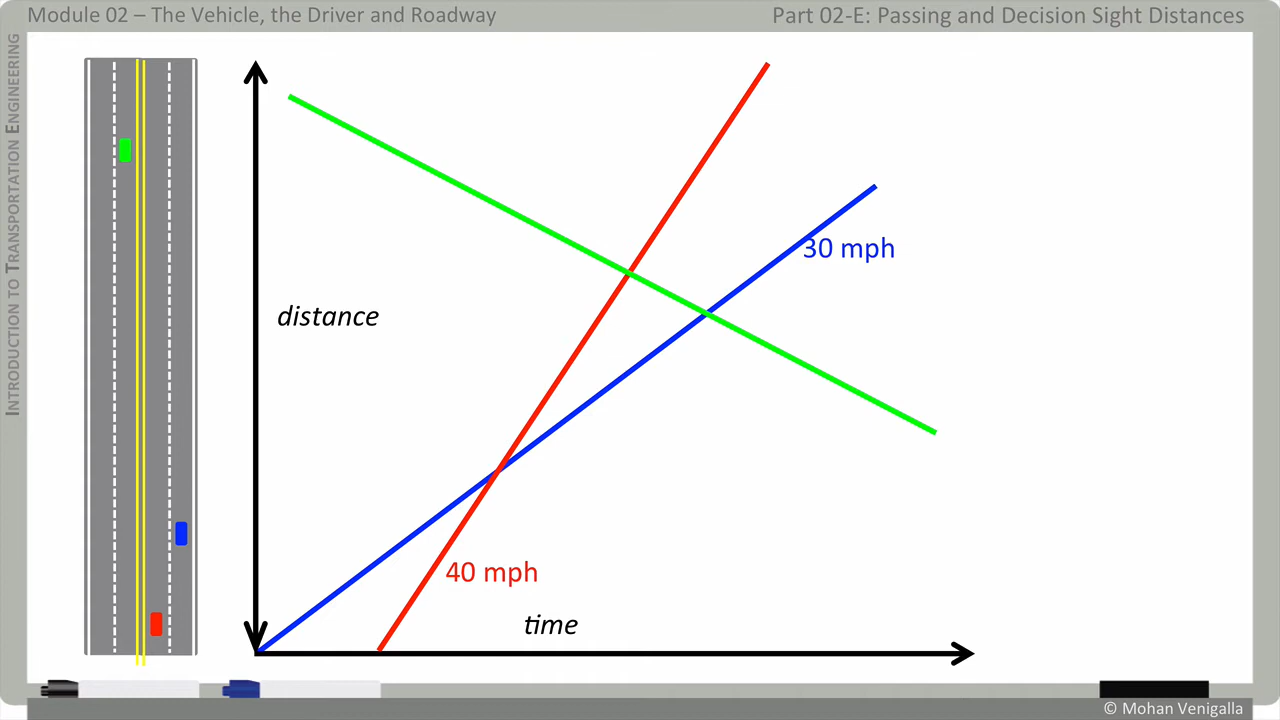 Module 02 – The Vehicle, the Driver and Roadway
Part 02-E: Passing and Decision Sight Distances
INTRODUCTION TO TRANSPORTATION ENGINEERING
30 mph
distance
40 mph
time
© Mohan Venigalla